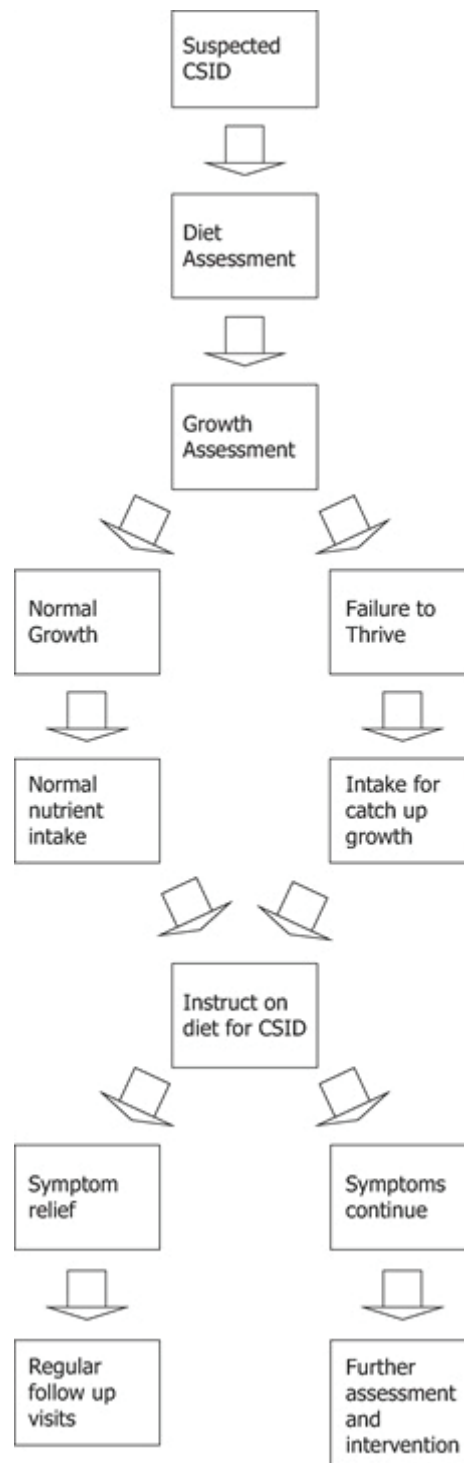 Suspected
CSID
Diet
Assessment
Growth
Assessment
Normal
Growth
Failure to
Thrive
Normal
nutrient
intake
Intake for
catch up
growth
Instruct on
diet for CSID
Symptom
relief
Symptoms
continue
Regular
follow up
visits
Further
assessment
and
intervention